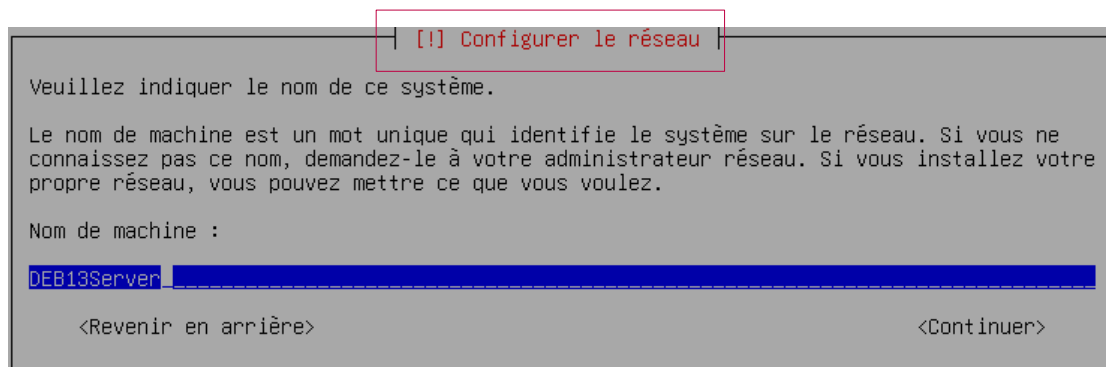 [!] Configurer le réseau
Veuillez indiquer le nom de ce système.
Le nom de machine est un mot unique qui identifie le système sur le réseau. Si vous ne
connaissez pas ce nom, demandez-le à votre administrateur réseau. Si vous installez votre
propre réseau, vous pouvez mettre ce que vous voulez.
Nom de machine :
DEB13Server
<Revenir en arrière> <Continuer>